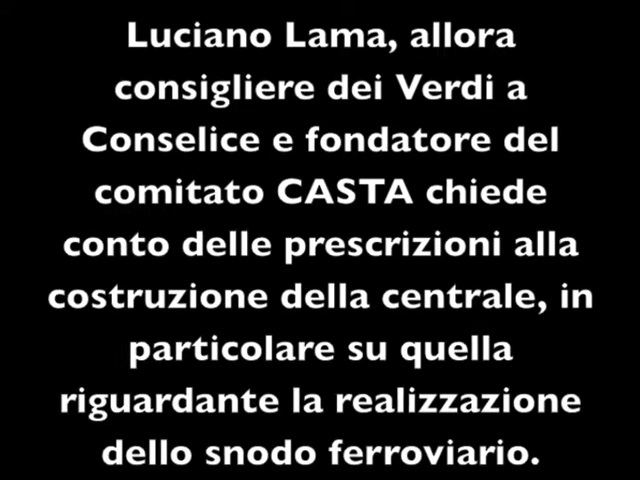 Luciano Lama, allora
consigliere dei Verdi a
Conselice e fondatore del
comitato CASTA chiede
conto delle prescrizioni alla
costruzione della centrale, in
particolare su quella
riguardante la realizzazione
dello snodo ferroviario.